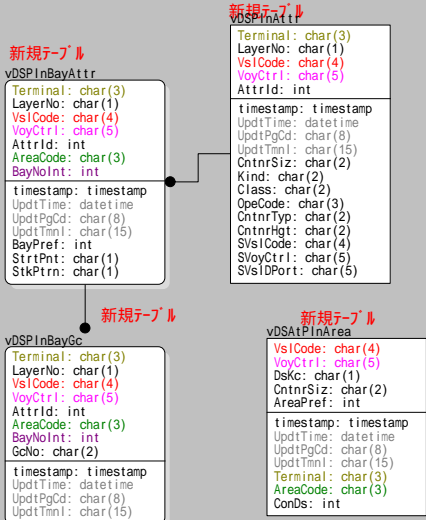 新規テーブル
vDSPlnBayAttr
Terminal: char(3)
LayerNo: char(1)
VslCode: char(4)
VoyCtrl: char(5)
AttrId: int
AreaCode: char(3)
BayNoInt: int
timestamp: timestamp
UpdtTime: datetime
UpdtPgCd: char(8)
UpdtTmnl: char(15)
BayPref: int
StrtPnt: char(1)
StkPtrn: char(1)
新規テーブル
vDSPlnAttr
Terminal: char(3)
LayerNo: char(1)
VslCode: char(4)
VoyCtrl: char(5)
AttrId: int
timestamp: timestamp
UpdtTime: datetime
UpdtPgCd: char(8)
UpdtTmnl: char(15)
CntnrSiz: char(2)
Kind: char(2)
Class: char(2)
OpeCode: char(3)
CntnrTyp: char(2)
CntnrHgt: char(2)
SVslCode: char(4)
SVoyCtrl: char(5)
SVslDPort: char(5)
新規テーブル
vDSPlnBayGc
Terminal: char(3)
LayerNo: char(1)
VslCode: char(4)
VoyCtrl: char(5)
AttrId: int
AreaCode: char(3)
BayNoInt: int
GcNo: char(2)
timestamp: timestamp
UpdtTime: datetime
UpdtPgCd: char(8)
UpdtTmnl: char(15)
新規テーブル
vDSAtPlnArea
VslCode: char(4)
VoyCtrl: char(5)
DsKc: char(1)
CntnrSiz: char(2)
AreaPref: int
timestamp: timestamp
UpdtTime: datetime
UpdtPgCd: char(8)
UpdtTmnl: char(15)
Terminal: char(3)
AreaCode: char(3)
ConDs: int